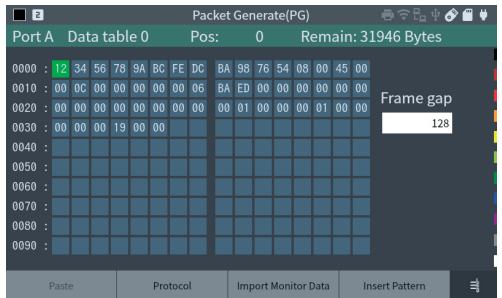 2 Packet Generate(PG)
Port A Data table 0 Pos: 0 Remain: 31946 Bytes
0000 : 12 34 56 78 9A BC FE DC BA 98 76 54 08 00 45 00
0010 : 00 0C 00 00 00 00 00 06 BA ED 00 00 00 00 00 00
0020 : 00 00 00 00 00 00 00 00 00 01 00 00 00 01 00 00
0030 : 00 00 00 19 00 00
0040 :
0050 :
0060 :
0070 :
0080 :
0090 :
Frame gap
128
Paste Protocol Import Monitor Data Insert Pattern